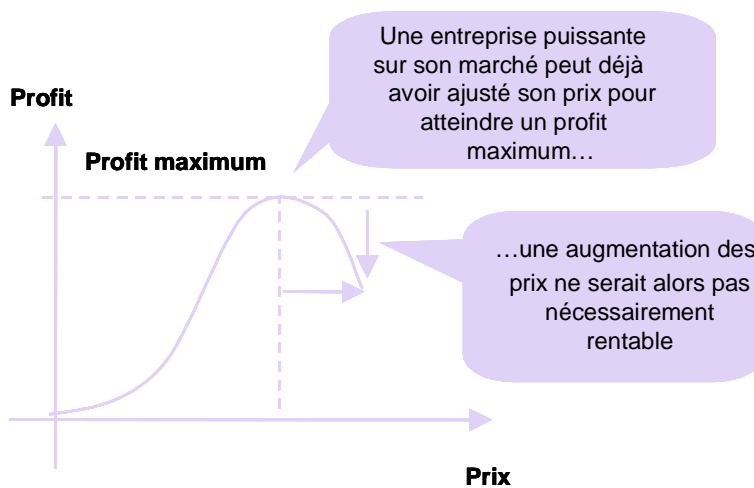 Une entreprise puissante
sur son marché peut déjà
avoir ajusté son prix pour
atteindre un profit
maximum…
Profit
Profit maximum
…une augmentation des
prix ne serait alors pas
nécessairement
rentable
Prix